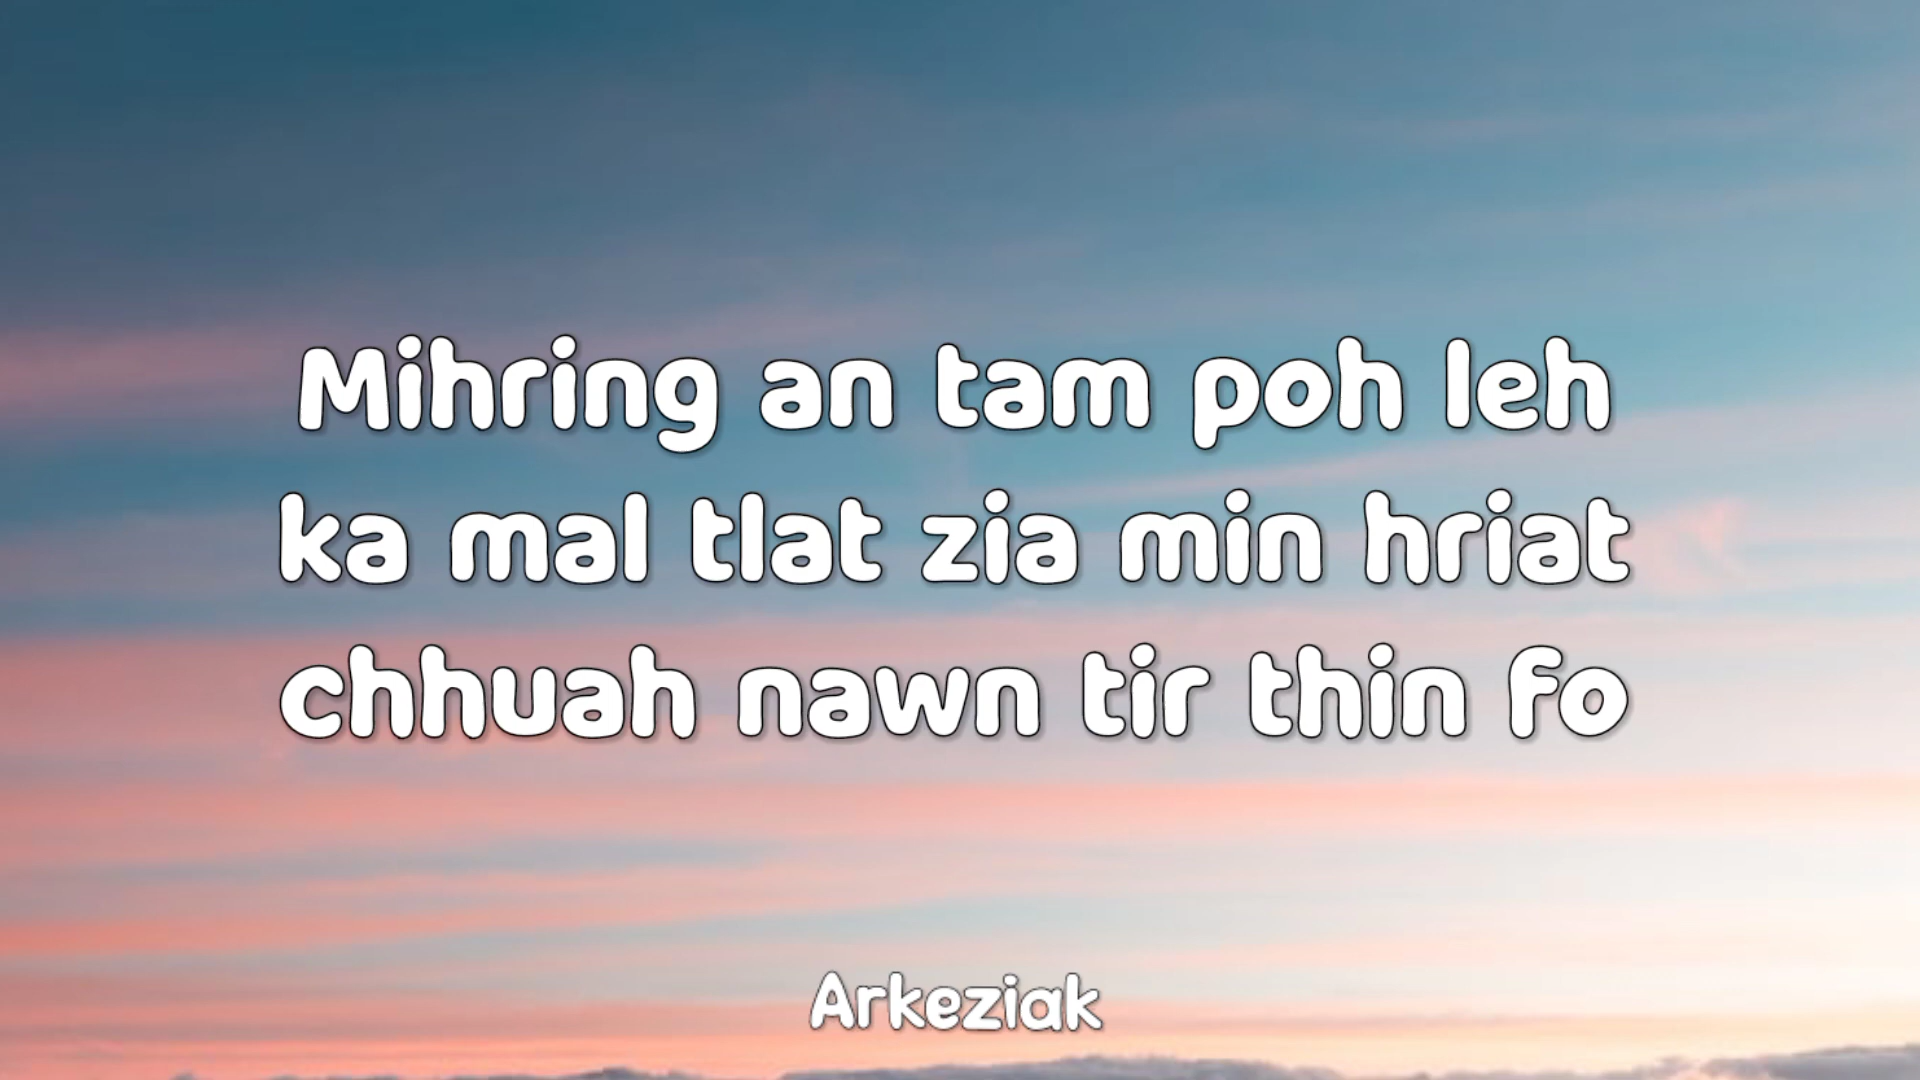 Mihring an tam poh leh
ka mal tlat zia min hriat
chhuah nawn tir thin fo
Arkeziak